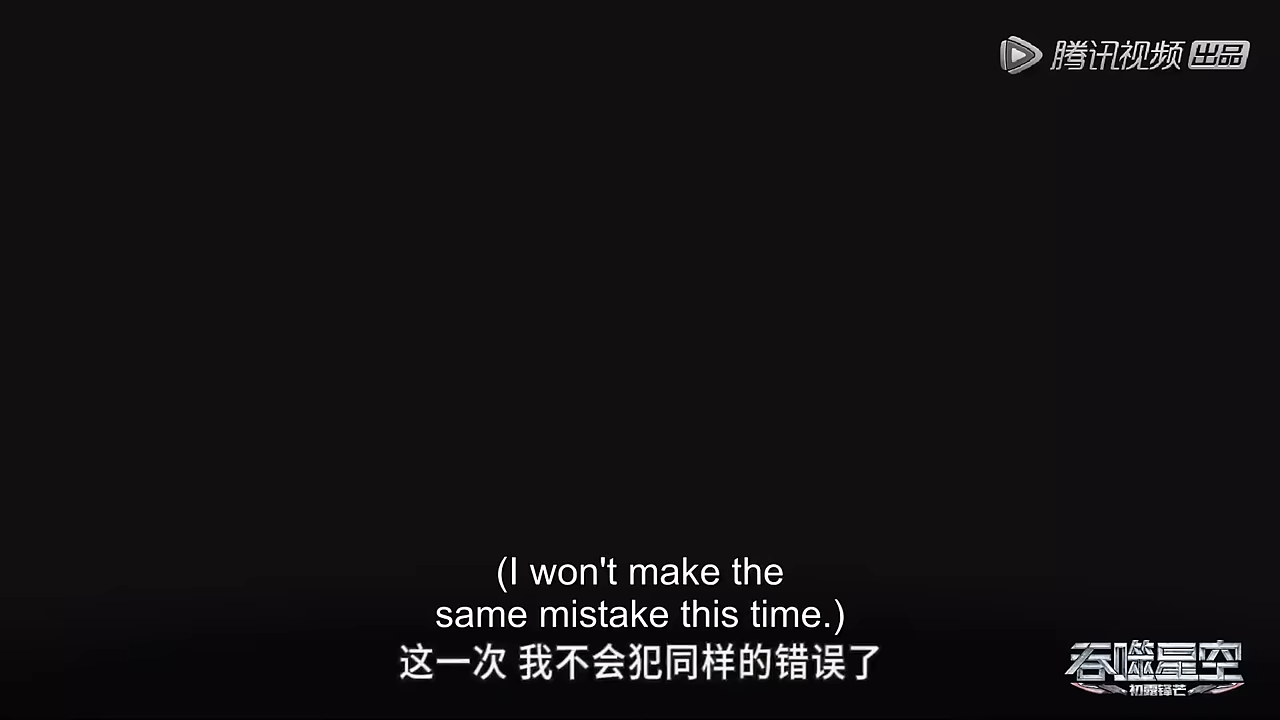 腾讯视频 出品
(I won't make the
same mistake this time.)
这一次 我不会犯同样的错误了
吞噬星空
初露锋芒